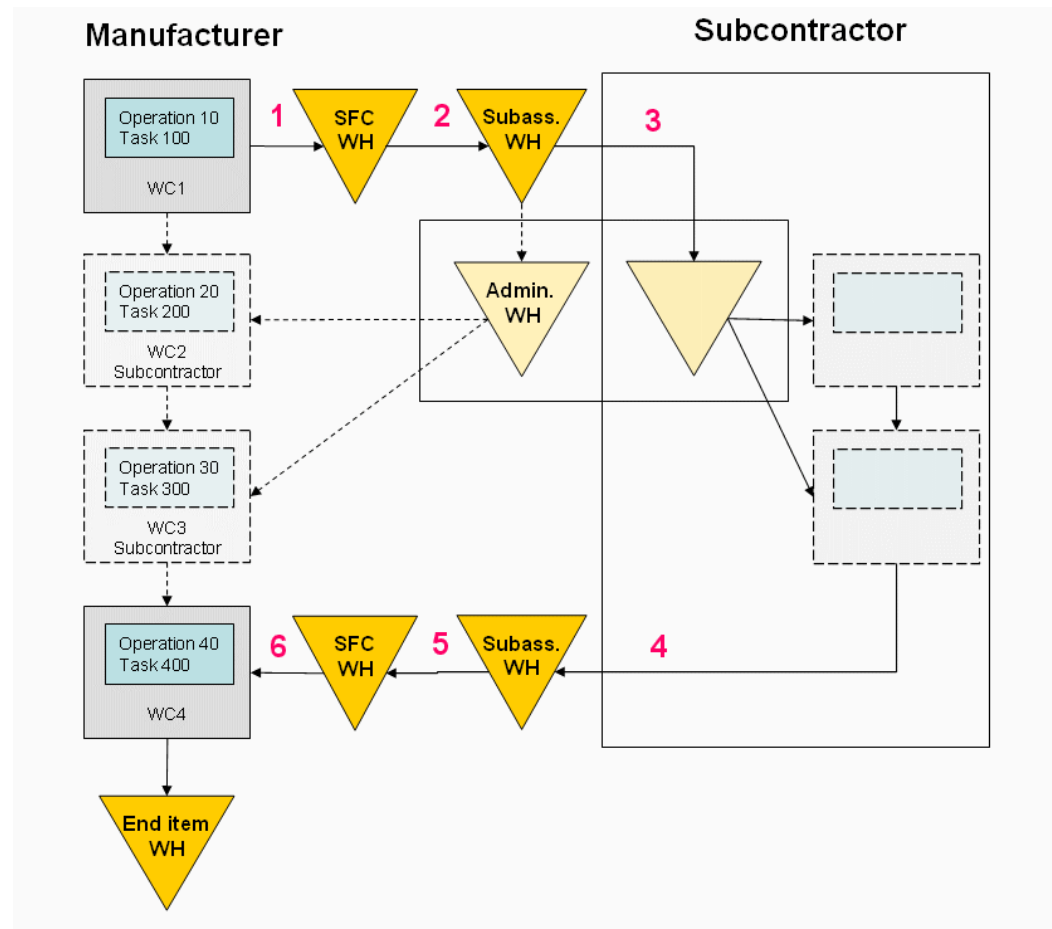 Manufacturer
Subcontractor
Operation 10
Task 100
WC1
1
SFC
WH
2
Subass.
WH
3
Operation 20
Task 200
WC2
Subcontractor
Admin.
WH
Operation 30
Task 300
WC3
Subcontractor
Operation 40
Task 400
WC4
6
SFC
WH
5
Subass.
WH
4
End item
WH